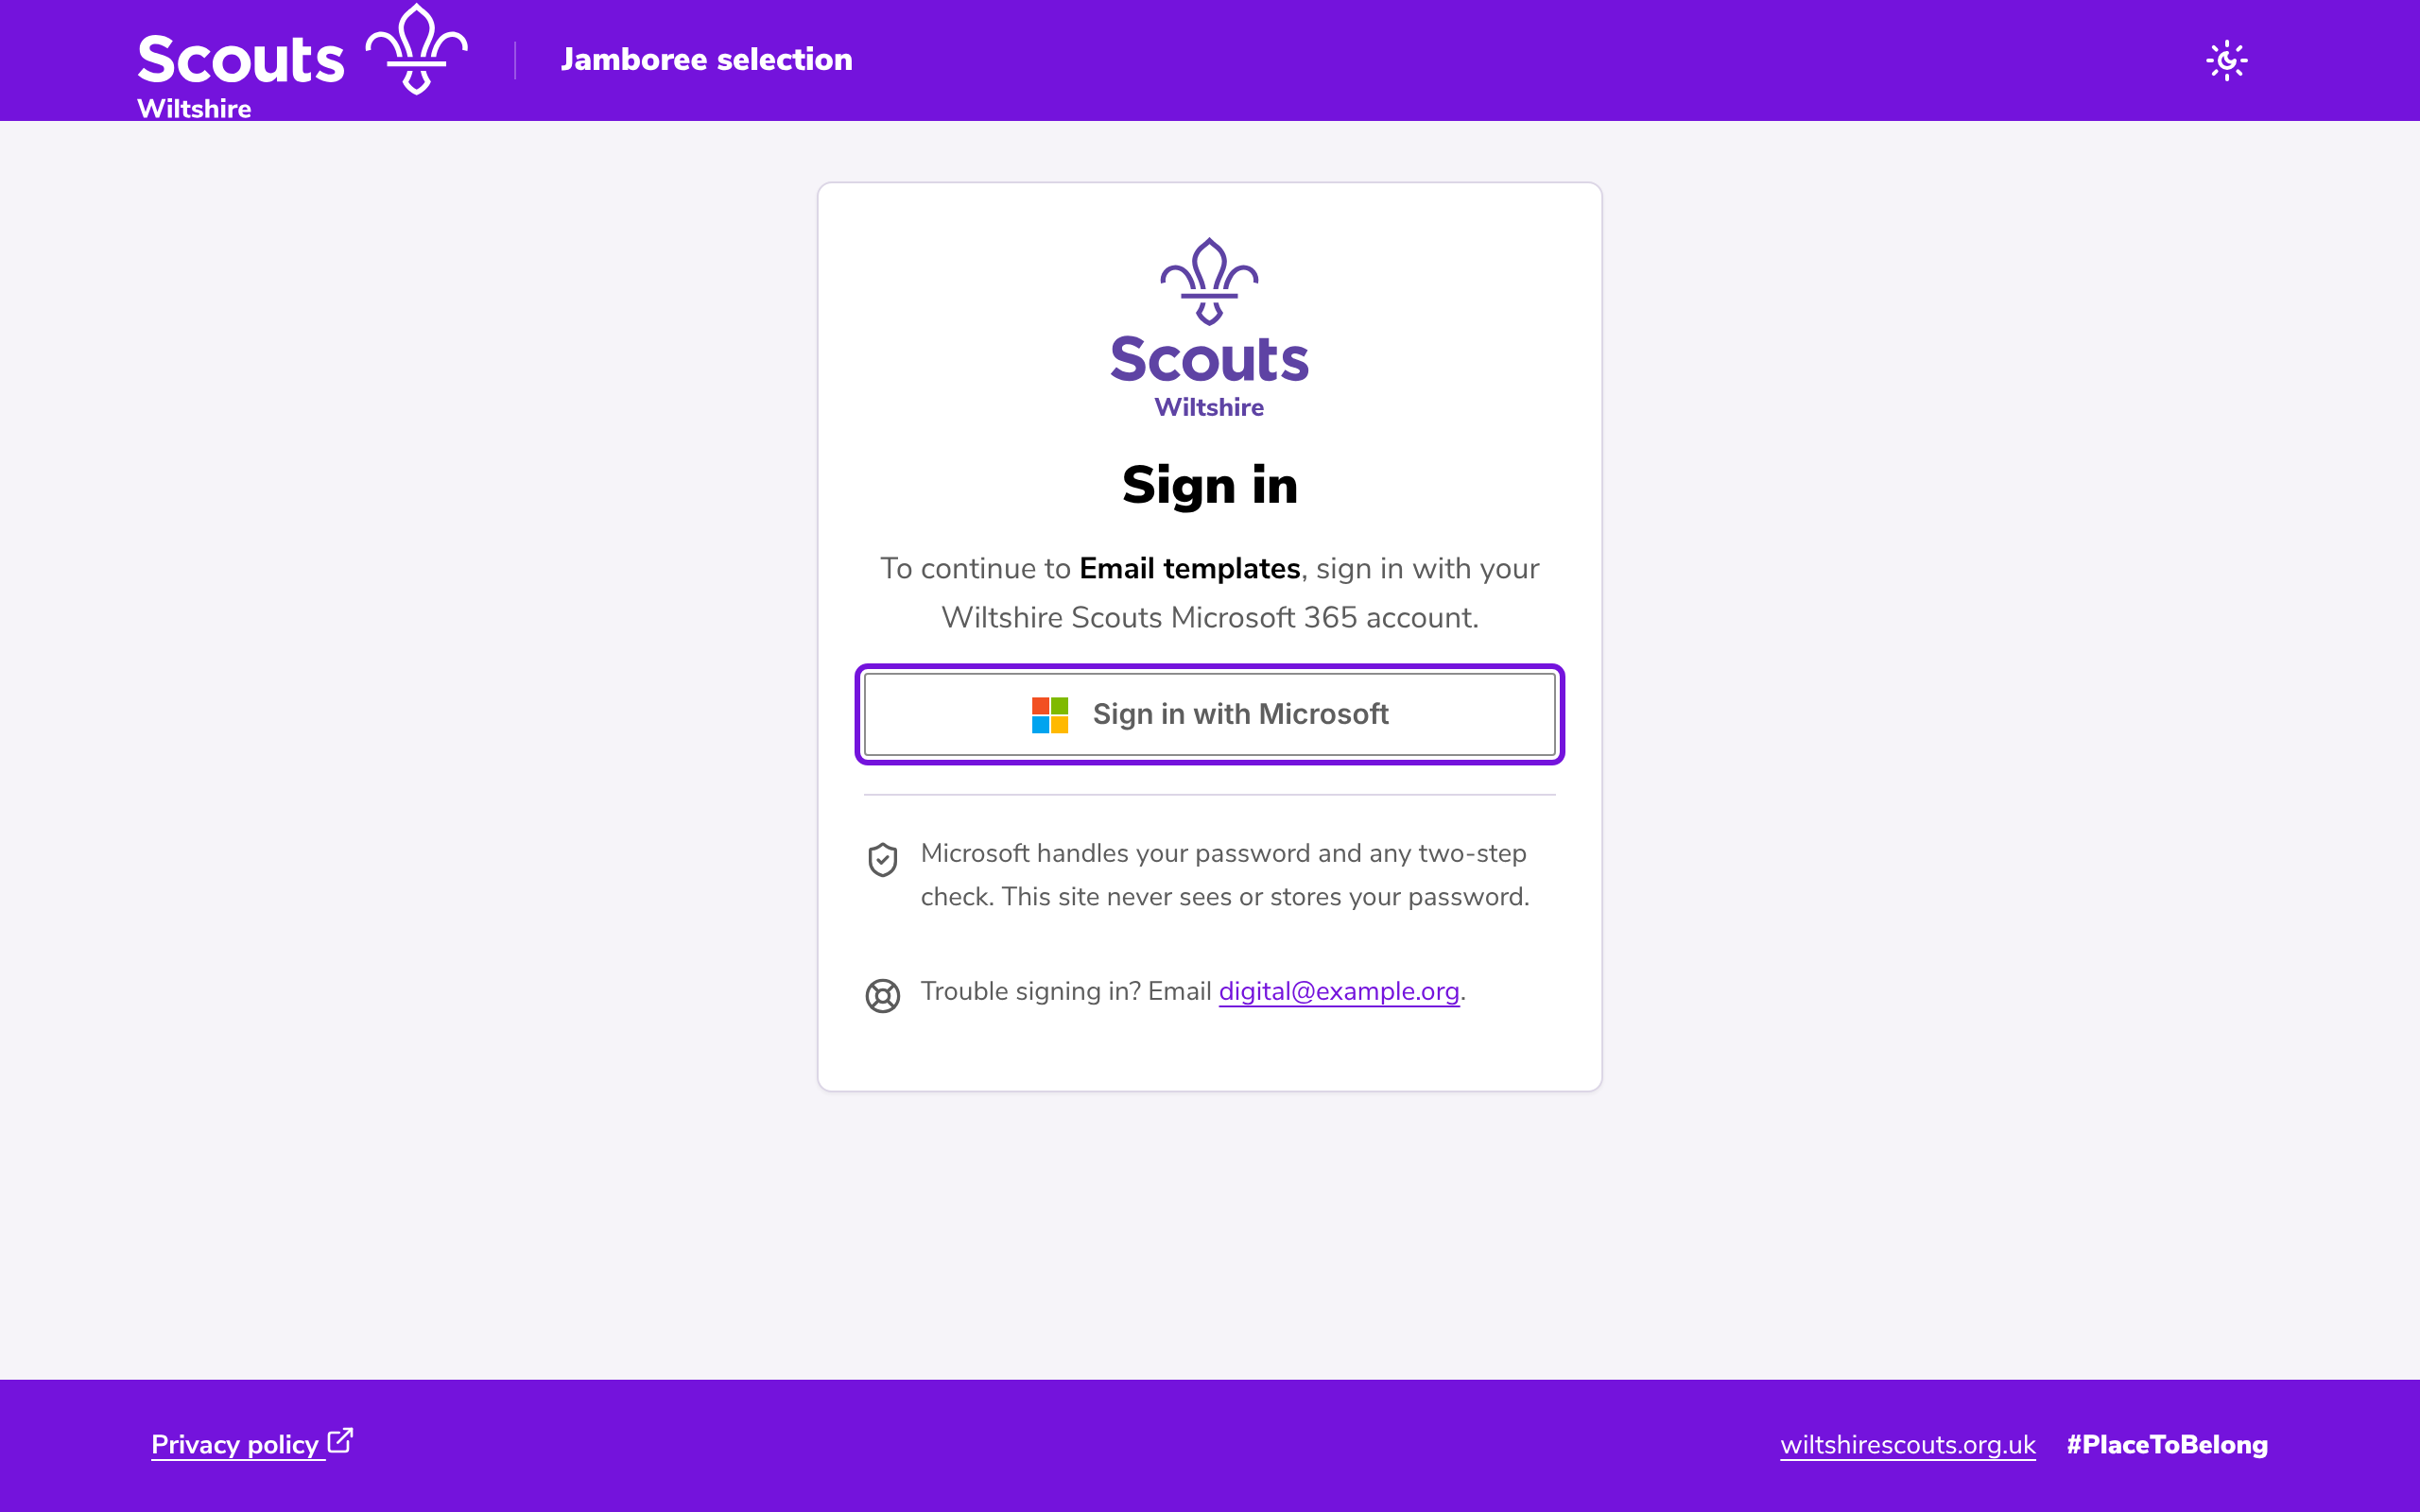 Scouts
Wiltshire
Jamboree selection
Scouts
Wiltshire
Sign in
To continue to Email templates, sign in with your
Wiltshire Scouts Microsoft 365 account.
Sign in with Microsoft
Microsoft handles your password and any two-step
check. This site never sees or stores your password.
Trouble signing in? Email digital@example.org.
Privacy policy
wiltshirescouts.org.uk #PlaceToBelong